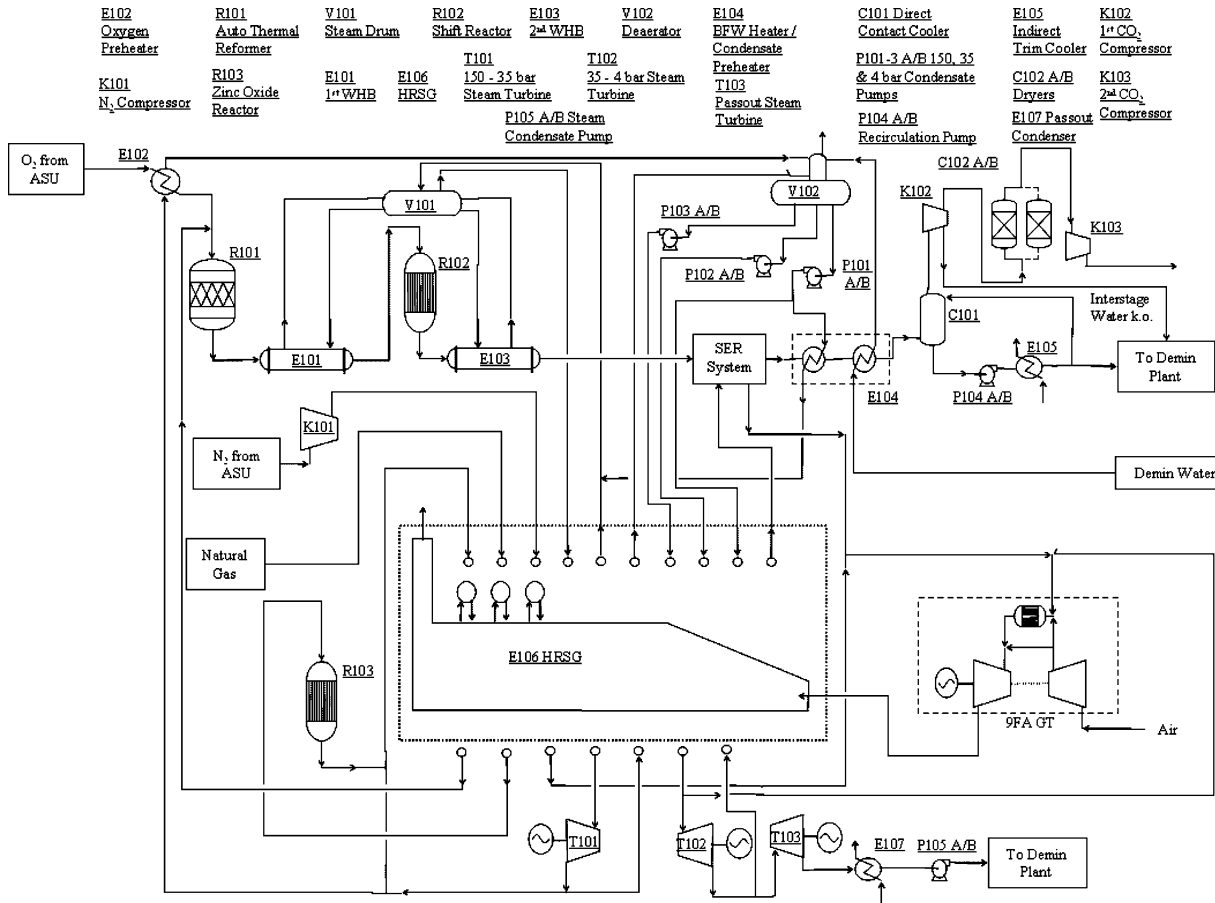 E102
Oxygen
Preheater
K101
N₂ Compressor
R101
Auto Thermal
Reformer
R103
Zinc Oxide
Reactor
V101
Steam Drum
E101
1ˢᵗ WHB
R102
Shift Reactor
E106
HRSG
T101
150 - 35 bar
Steam Turbine
P105 A/B Steam
Condensate Pump
E103
2ⁿᵈ WHB
T102
35 - 4 bar Steam
Turbine
V102
Deaerator
E104
BFW Heater /
Condensate
Preheater
T103
Passout Steam
Turbine
C101 Direct
Contact Cooler
P101-3 A/B 150, 35
& 4 bar Condensate
Pumps
P104 A/B
Recirculation Pump
E105
Indirect
Trim Cooler
C102 A/B
Dryers
E107 Passout
Condenser
K102
1ˢᵗ CO₂
Compressor
K103
2ⁿᵈ CO₂
Compressor
O₂ from
ASU
E102
V101
V102
C102 A/B
K102
K103
P103 A/B
P102 A/B
P101
A/B
R101
R102
C101
Interstage
Water k.o.
E101
E103
SER
System
E104
E105
P104 A/B
To Demin
Plant
K101
N₂ from
ASU
Demin Water
Natural
Gas
E106 HRSG
R103
9FA GT
Air
T101
T102
T103
E107
P105 A/B
To Demin
Plant